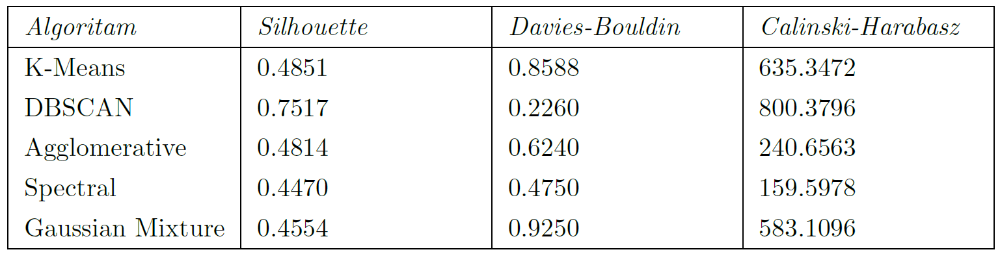 Algoritam Silhouette Davies-Bouldin Calinski-Harabasz
K-Means 0.4851 0.8588 635.3472
DBSCAN 0.7517 0.2260 800.3796
Agglomerative 0.4814 0.6240 240.6563
Spectral 0.4470 0.4750 159.5978
Gaussian Mixture 0.4554 0.9250 583.1096